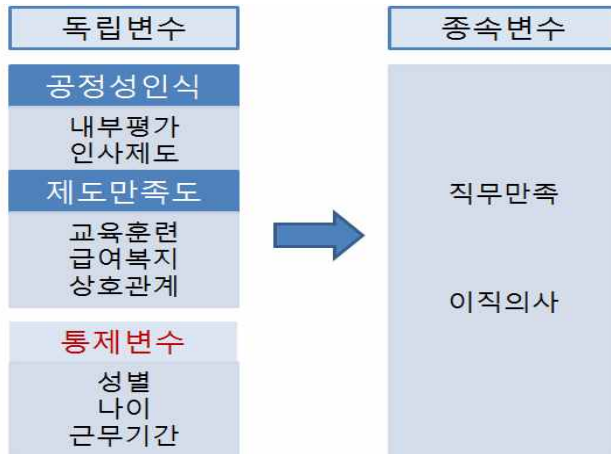 독립변수
공정성인식
내부평가
인사제도
제도만족도
교육훈련
급여복지
상호관계
통제변수
성별
나이
근무기간
종속변수
직무만족
이직의사